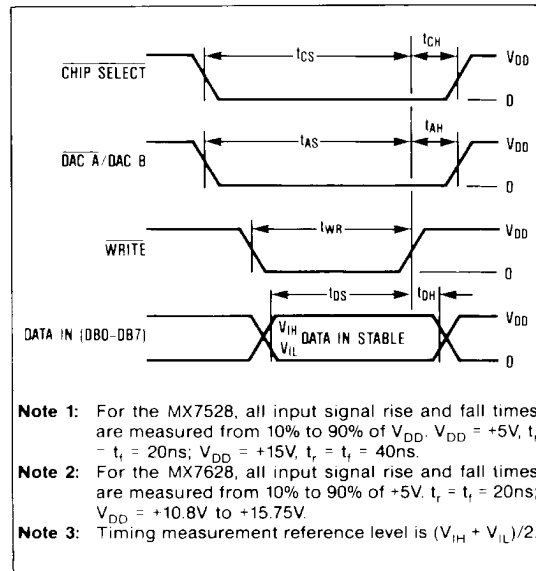 tCS tCH VDD
CHIP SELECT
0
tAS tAH VDD
DAC A/DAC B
0
tWR VDD
WRITE
0
tDS tDH
VDD
DATA IN (DB0-DB7) VIH DATA IN STABLE
VIL
0
Note 1: For the MX7528, all input signal rise and fall times
are measured from 10% to 90% of VDD. VDD = +5V, tr
= tf = 20ns; VDD = +15V, tr = tf = 40ns.
Note 2: For the MX7628, all input signal rise and fall times
are measured from 10% to 90% of +5V. tr = tf = 20ns;
VDD = +10.8V to +15.75V.
Note 3: Timing measurement reference level is (VIH + VIL)/2.